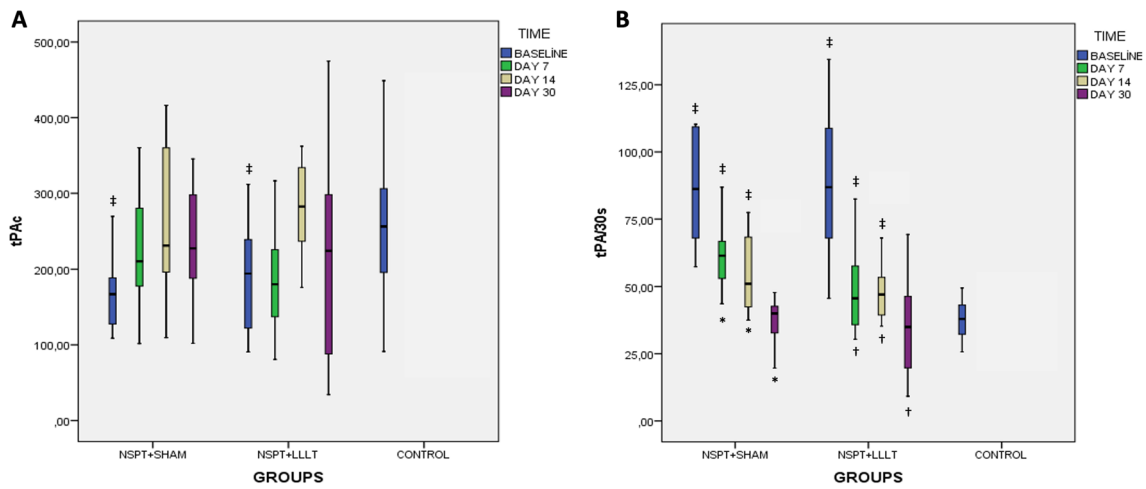 A
TIME
BASELİNE
DAY 7
DAY 14
DAY 30
tPAc
500,00
400,00
300,00
200,00
100,00
,00
‡
‡
NSPT+SHAM NSPT+LLLT CONTROL
GROUPS
B
TIME
BASELİNE
DAY 7
DAY 14
DAY 30
tPA/30s
125,00
100,00
75,00
50,00
25,00
,00
‡ ‡ ‡ ‡ ‡ ‡
* * * † † †
NSPT+SHAM NSPT+LLLT CONTROL
GROUPS